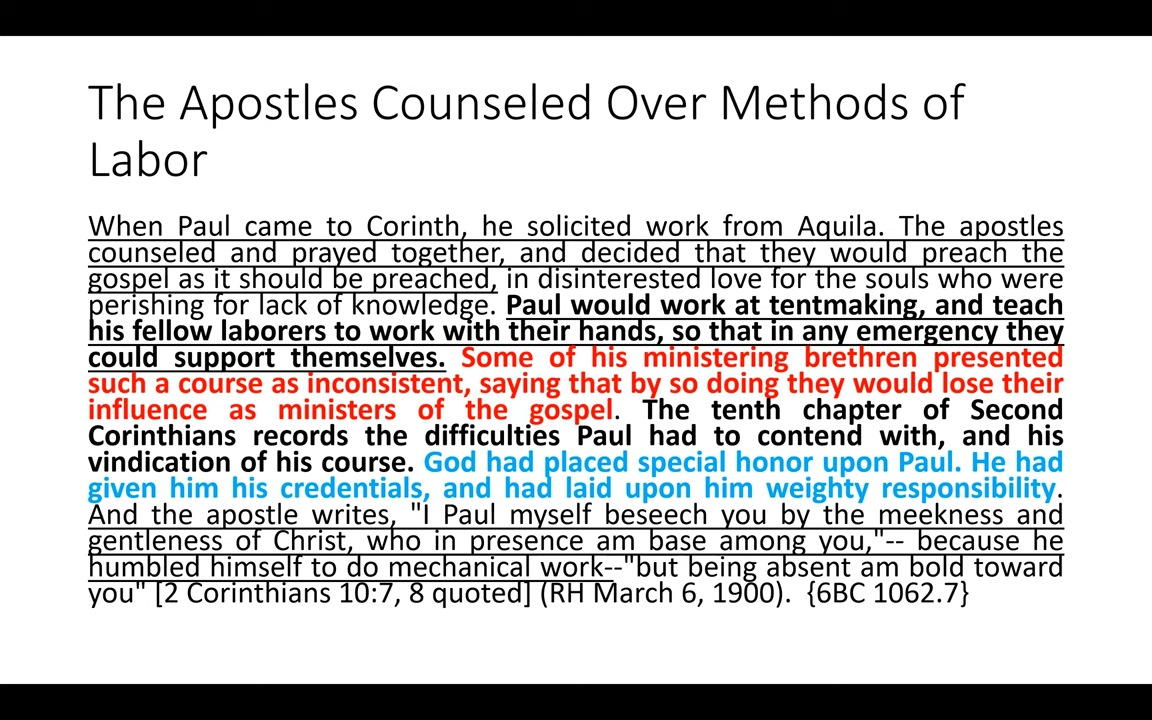 The Apostles Counseled Over Methods of
Labor
When Paul came to Corinth, he solicited work from Aquila. The apostles
counseled and prayed together, and decided that they would preach the
gospel as it should be preached, in disinterested love for the souls who were
perishing for lack of knowledge. Paul would work at tentmaking, and teach
his fellow laborers to work with their hands, so that in any emergency they
could support themselves. Some of his ministering brethren presented
such a course as inconsistent, saying that by so doing they would lose their
influence as ministers of the gospel. The tenth chapter of Second
Corinthians records the difficulties Paul had to contend with, and his
vindication of his course. God had placed special honor upon Paul. He had
given him his credentials, and had laid upon him weighty responsibility.
And the apostle writes, "I Paul myself beseech you by the meekness and
gentleness of Christ, who in presence am base among you,"-- because he
humbled himself to do mechanical work--"but being absent am bold toward
you" [2 Corinthians 10:7, 8 quoted] (RH March 6, 1900).  {6BC 1062.7}